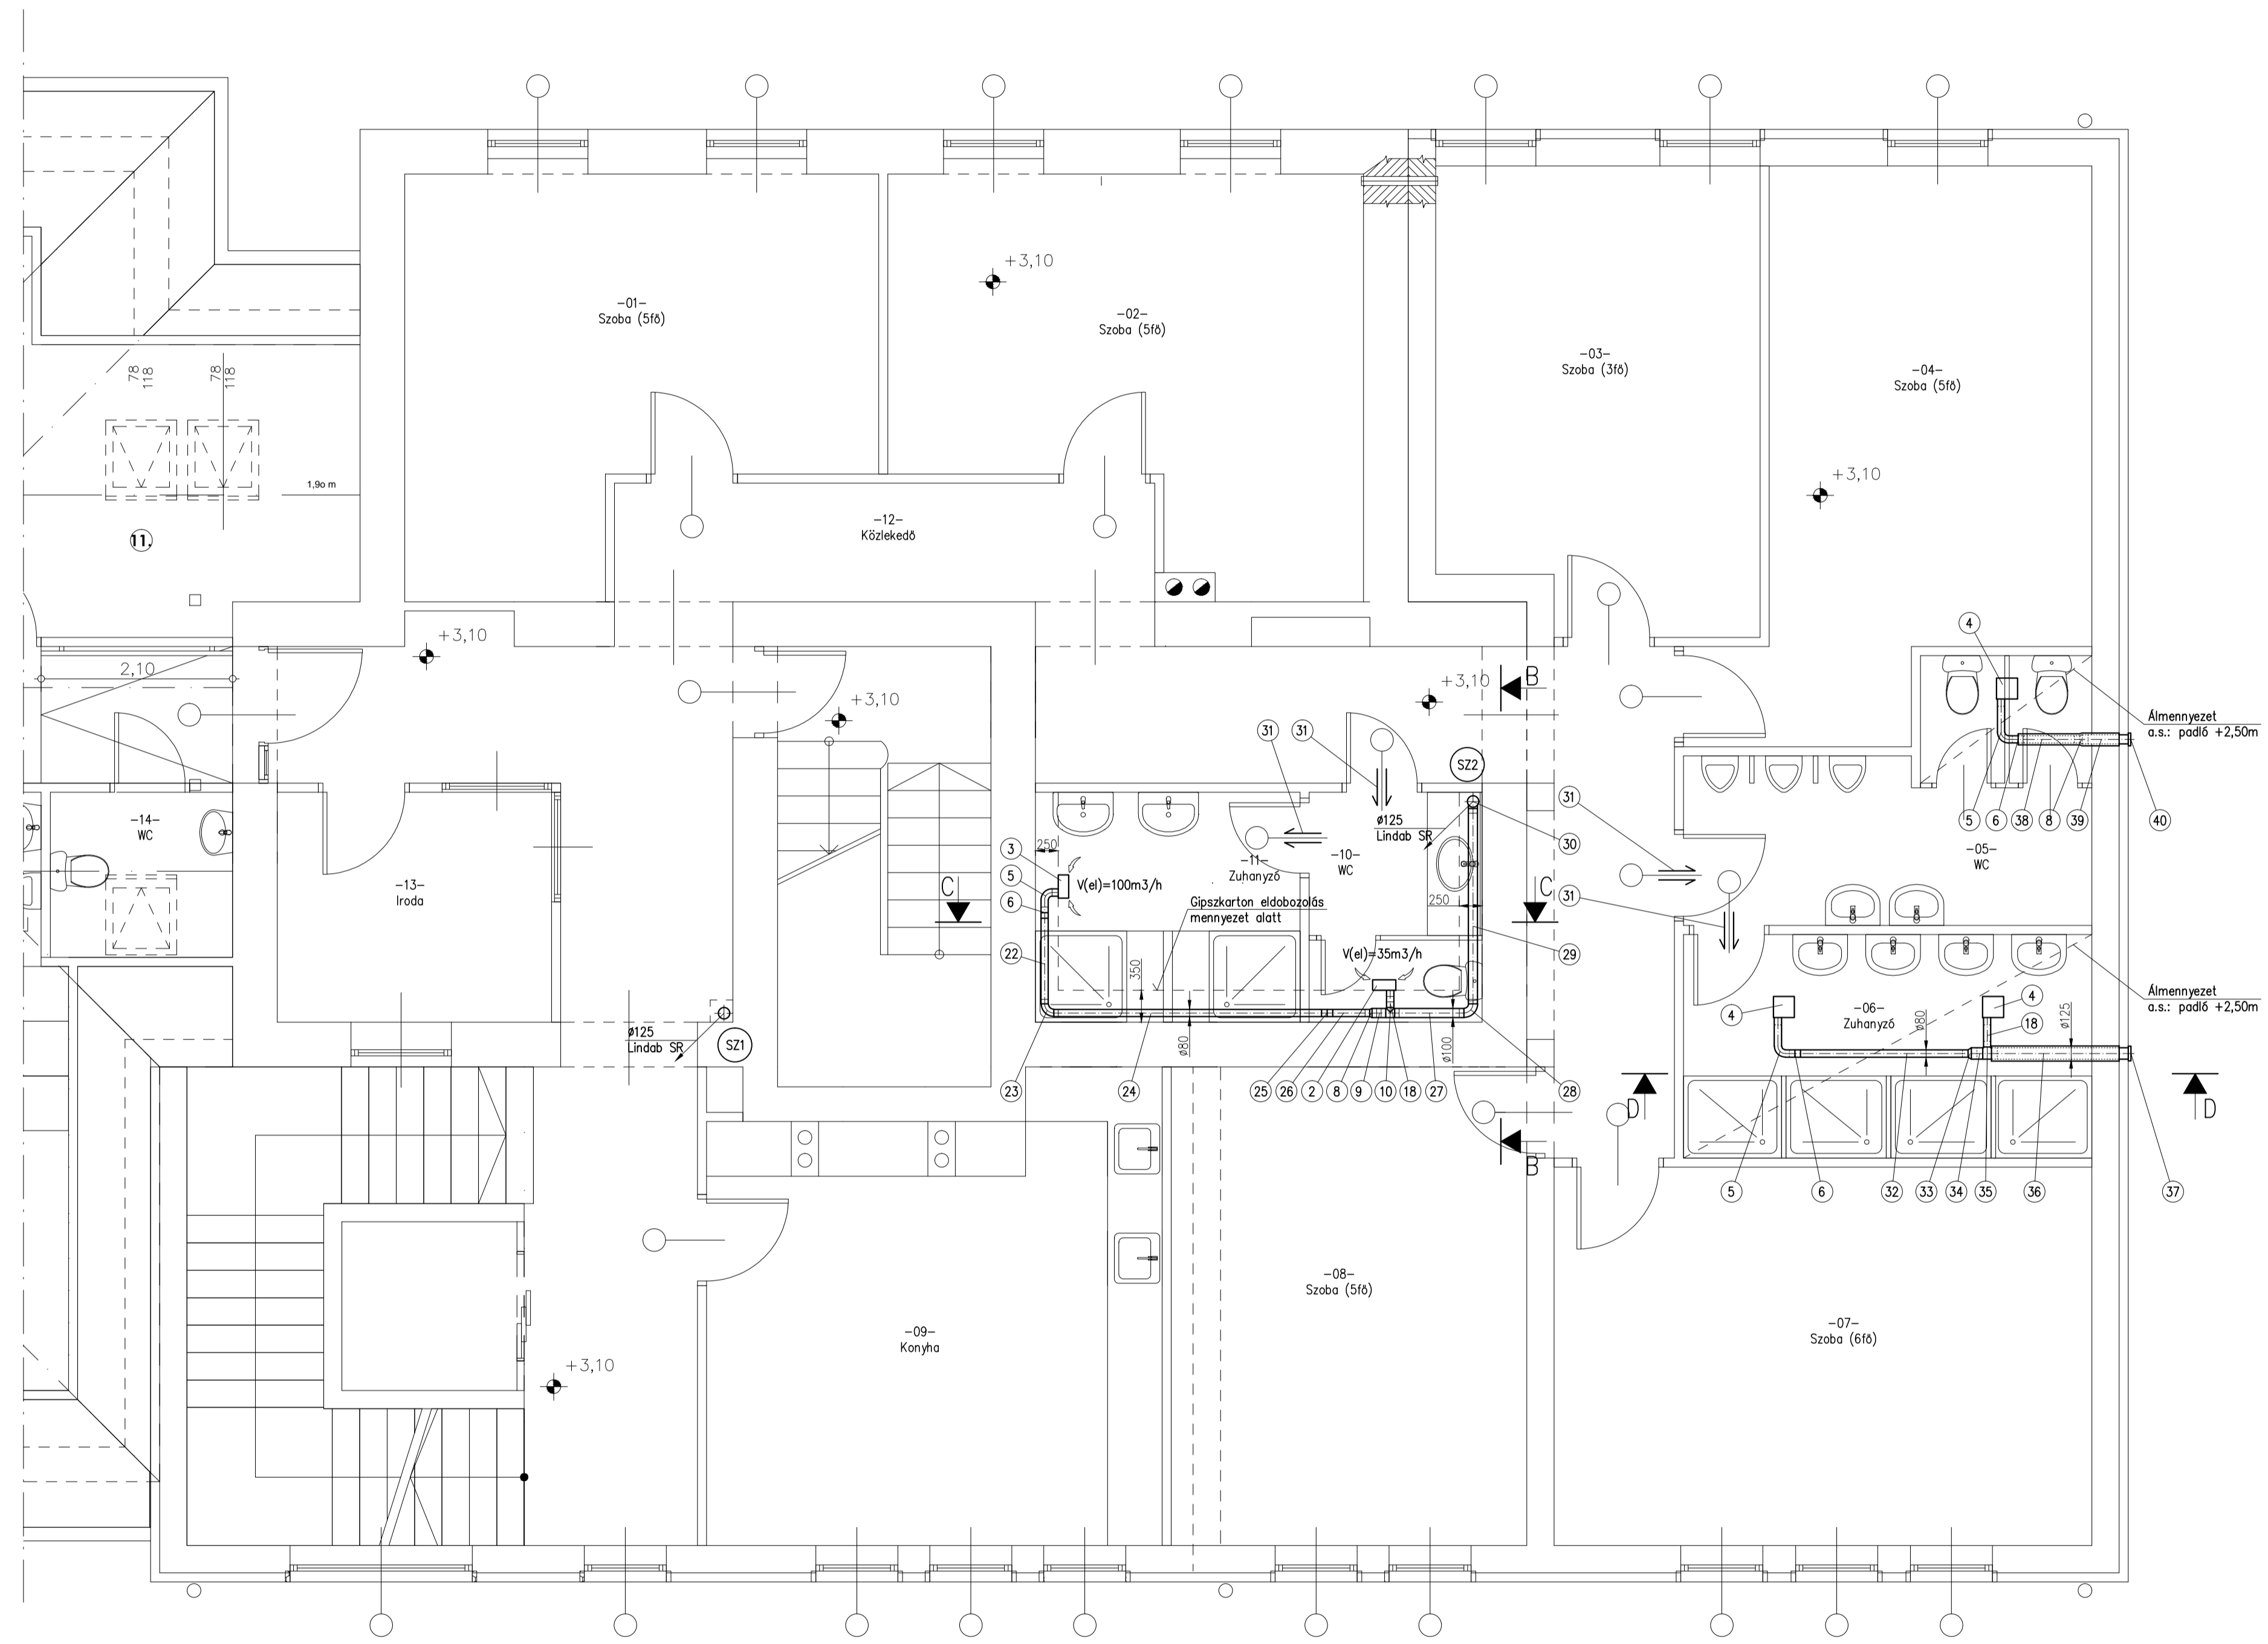 -01-
Szoba (5fő)
+3,10
-02-
Szoba (5fő)
-03-
Szoba (3fő)
-04-
Szoba (5fő)
78
118
78
118
1,9o m
+3,10
11.
-12-
Közlekedő
+3,10
2,10
+3,10
+3,10
B
4
Álmennyezet
a.s.: padló +2,50m
31
31
SZ2
31
5
6
38
8
39
40
-14-
WC
ø125
Lindab SR
30
250
3
-11-
Zuhanyzó
-10-
WC
-05-
WC
5
V(el)=100m3/h
-13-
Iroda
C
C
31
6
Gipszkarton eldobozolás
mennyezet alatt
250
22
350
V(el)=35m3/h
29
Álmennyezet
a.s.: padló +2,50m
4
-06-
Zuhanyzó
4
18
ø80
ø125
ø125
Lindab SR
SZ1
ø80
ø100
23
24
25
26
2
8
9
10
18
27
28
D
D
B
5
6
32
33
34
35
36
37
-08-
Szoba (5fő)
-09-
Konyha
-07-
Szoba (6fő)
+3,10